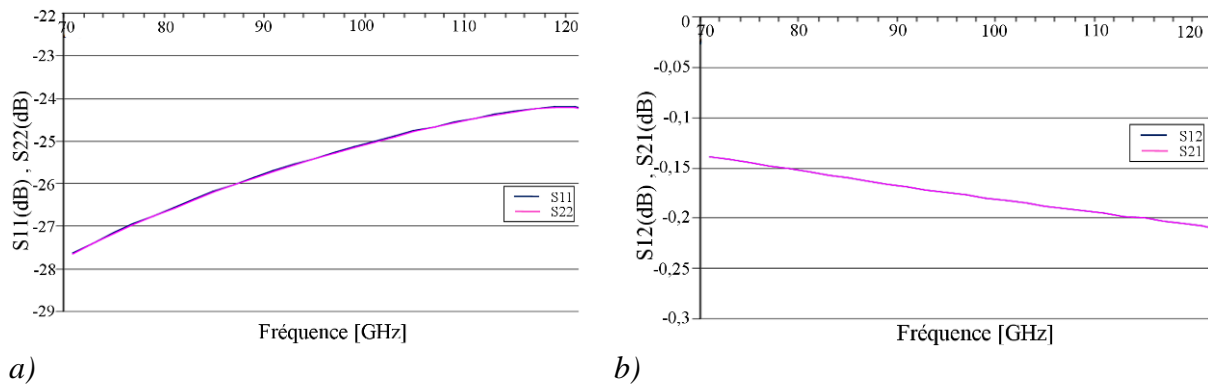 -22
70
80
90
100
110
120
-23
-24
-25
-26
-27
-28
-29
S11(dB) , S22(dB)
S11
S22
Fréquence [GHz]
a)
0
70
80
90
100
110
120
-0,05
-0,1
-0,15
-0,2
-0,25
-0,3
S12(dB) , S21(dB)
S12
S21
Fréquence [GHz]
b)